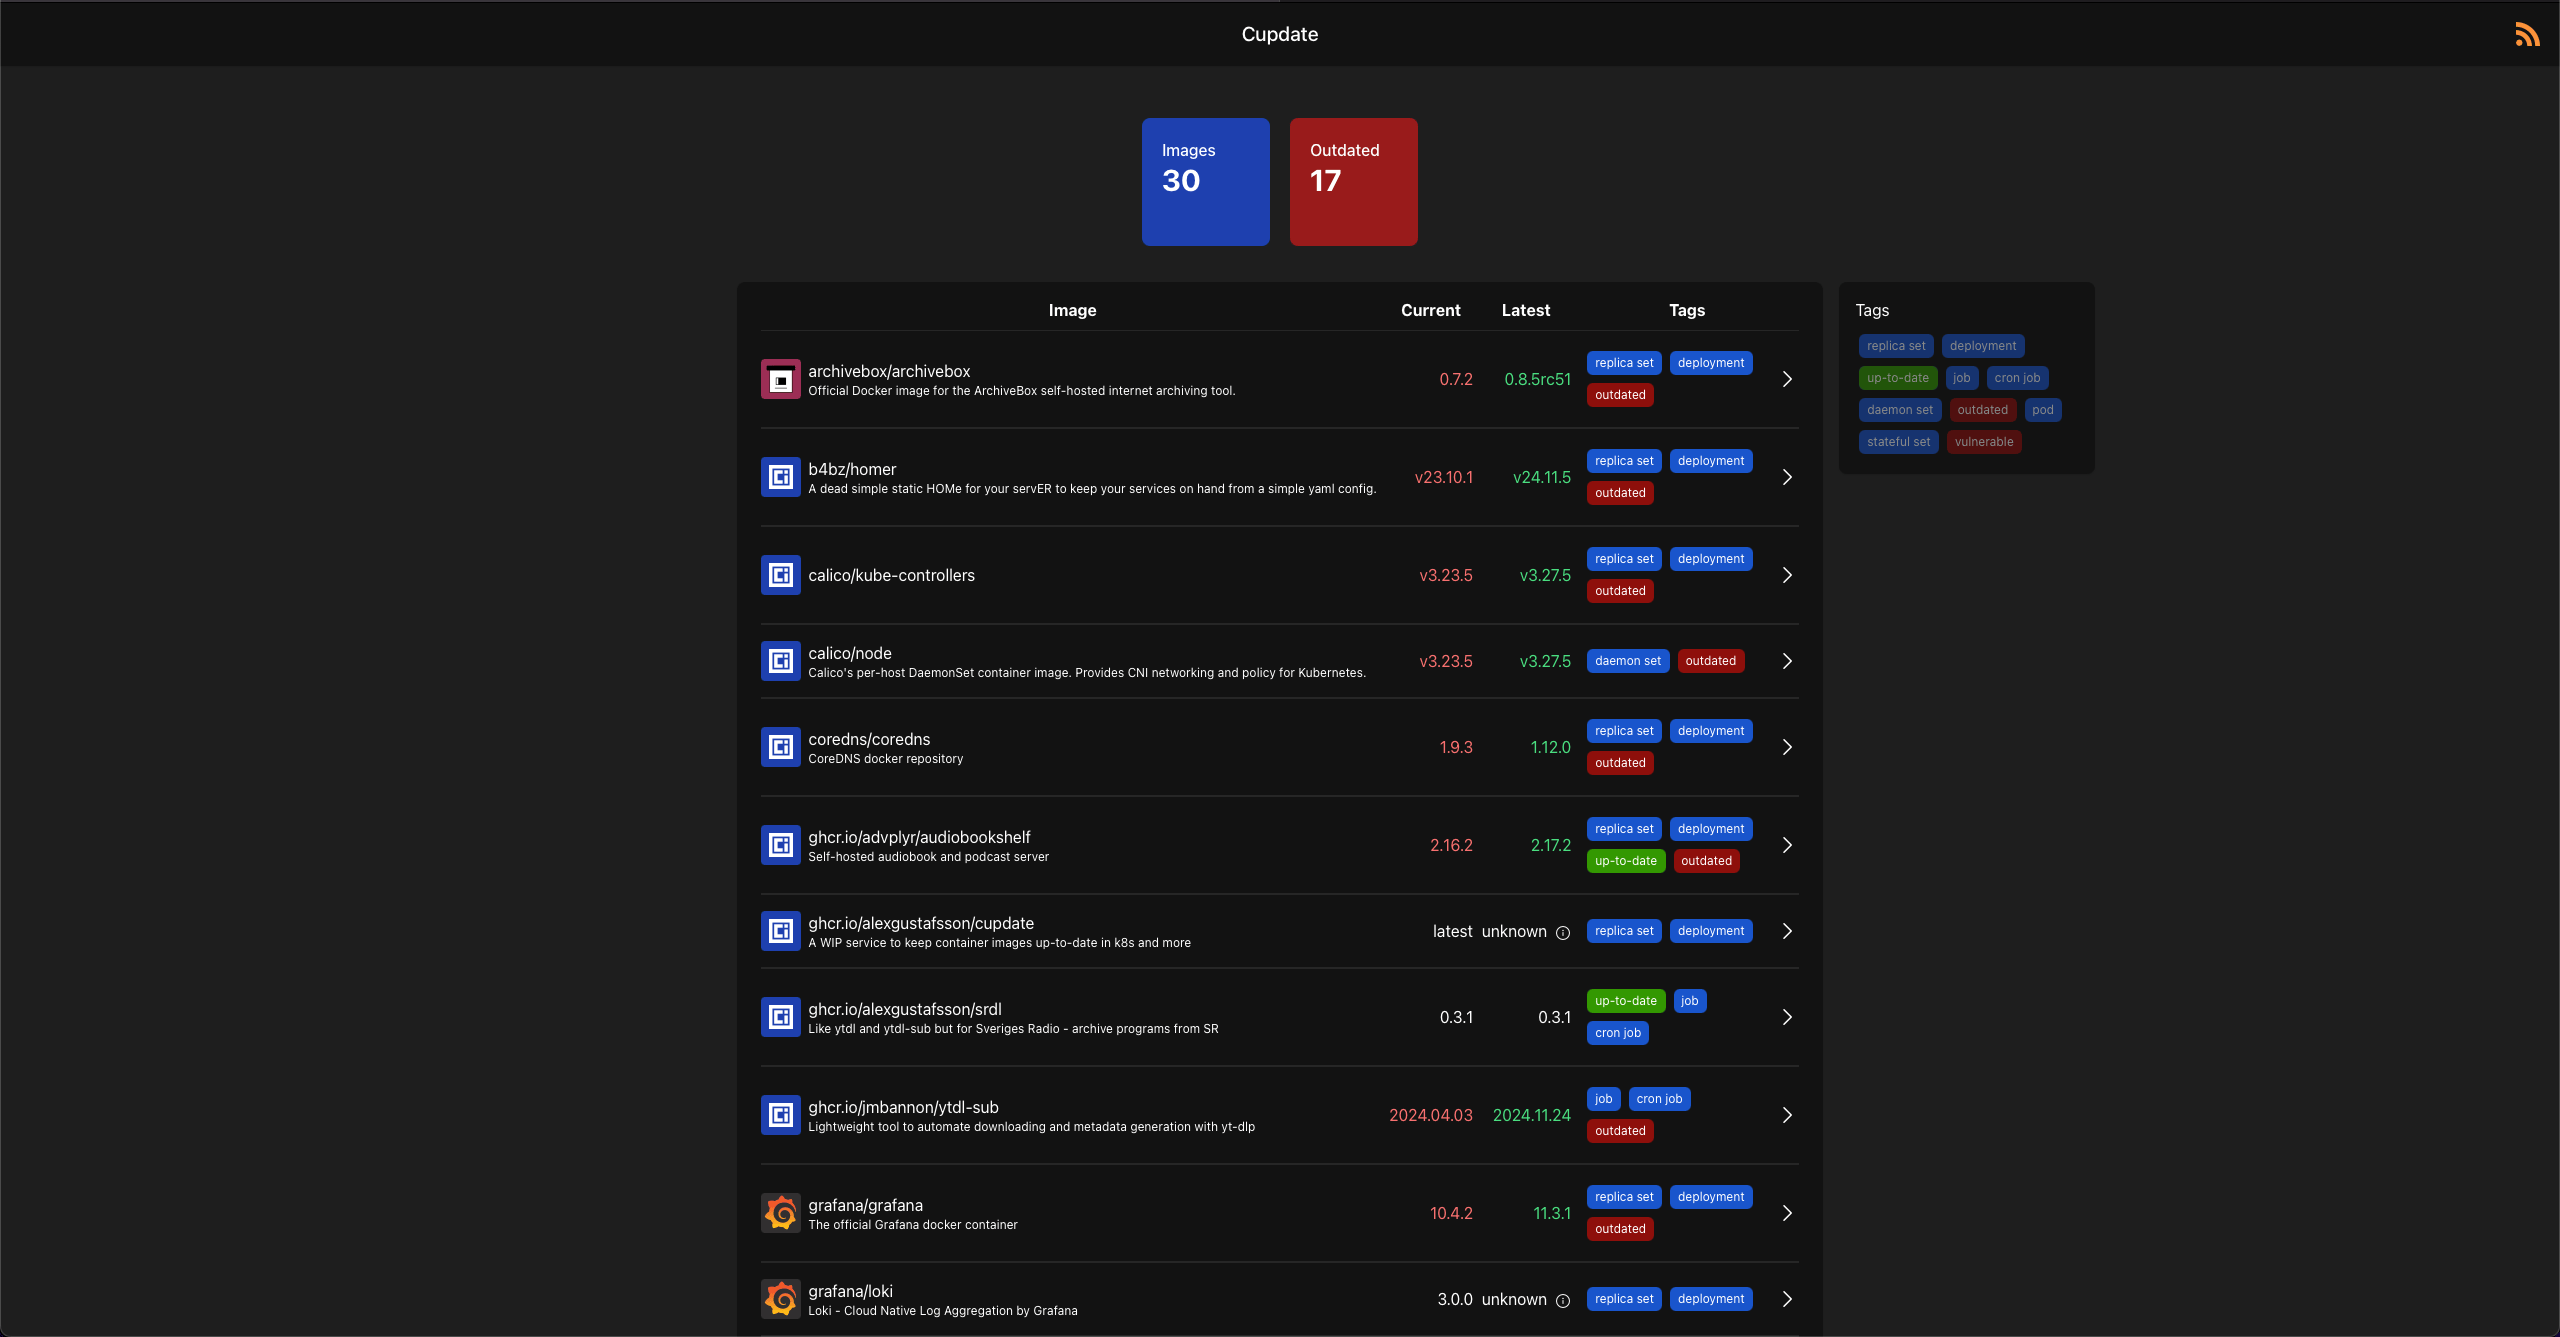 Cupdate
Images
30
Outdated
17
Image Current Latest Tags
archivebox/archivebox
Official Docker image for the ArchiveBox self-hosted internet archiving tool.
0.7.2 0.8.5rc51
replica set deployment
outdated
b4bz/homer
A dead simple static HOMe for your servER to keep your services on hand from a simple yaml config.
v23.10.1 v24.11.5
replica set deployment
outdated
calico/kube-controllers
v3.23.5 v3.27.5
replica set deployment
outdated
calico/node
Calico's per-host DaemonSet container image. Provides CNI networking and policy for Kubernetes.
v3.23.5 v3.27.5
daemon set outdated
coredns/coredns
CoreDNS docker repository
1.9.3 1.12.0
replica set deployment
outdated
ghcr.io/advplyr/audiobookshelf
Self-hosted audiobook and podcast server
2.16.2 2.17.2
replica set deployment
up-to-date outdated
ghcr.io/alexgustafsson/cupdate
A WIP service to keep container images up-to-date in k8s and more
latest unknown
replica set deployment
ghcr.io/alexgustafsson/srdl
Like ytdl and ytdl-sub but for Sveriges Radio - archive programs from SR
0.3.1 0.3.1
up-to-date job
cron job
ghcr.io/jmbannon/ytdl-sub
Lightweight tool to automate downloading and metadata generation with yt-dlp
2024.04.03 2024.11.24
job cron job
outdated
grafana/grafana
The official Grafana docker container
10.4.2 11.3.1
replica set deployment
outdated
grafana/loki
Loki - Cloud Native Log Aggregation by Grafana
3.0.0 unknown
replica set deployment
Tags
replica set deployment
up-to-date job cron job
daemon set outdated pod
stateful set vulnerable